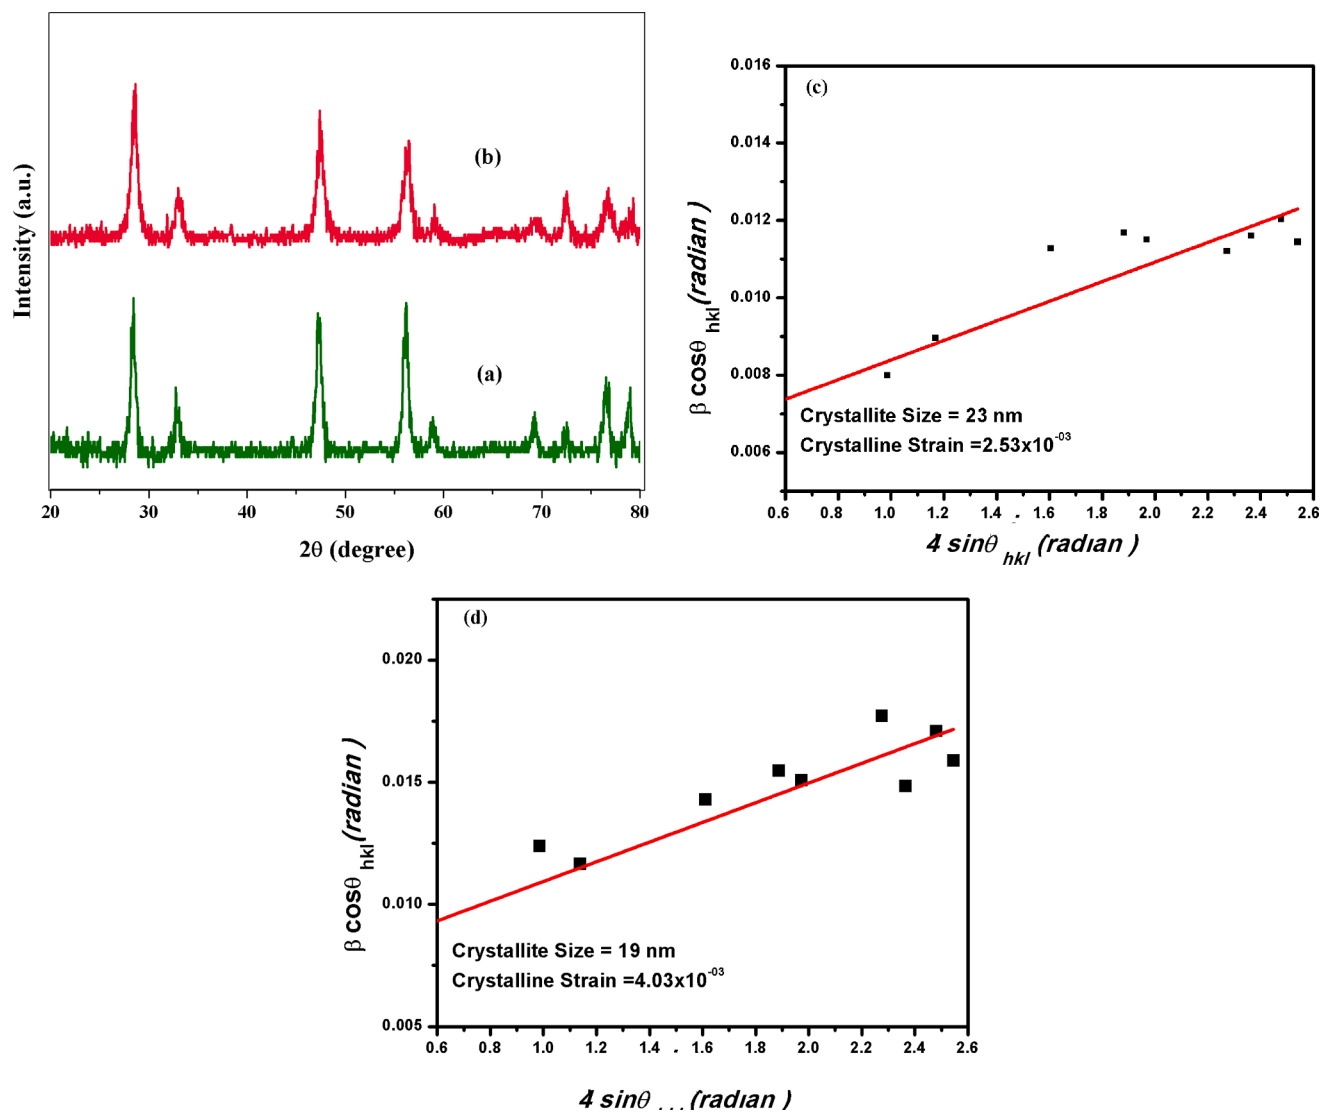 Intensity (a.u.)
(b)
(a)
20 30 40 50 60 70 80
2θ (degree)
(c)
0.016
0.014
0.012
0.010
0.008
0.006
β cosθ hkl (radian )
Crystallite Size = 23 nm
Crystalline Strain =2.53x10-03
0.6 0.8 1.0 1.2 1.4 1.6 1.8 2.0 2.2 2.4 2.6
4 sinθ hkl (radıan )
(d)
0.020
0.015
0.010
0.005
β cosθ hkl (radian )
Crystallite Size = 19 nm
Crystalline Strain =4.03x10-03
0.6 0.8 1.0 1.2 1.4 1.6 1.8 2.0 2.2 2.4 2.6
4 sinθ (radıan )